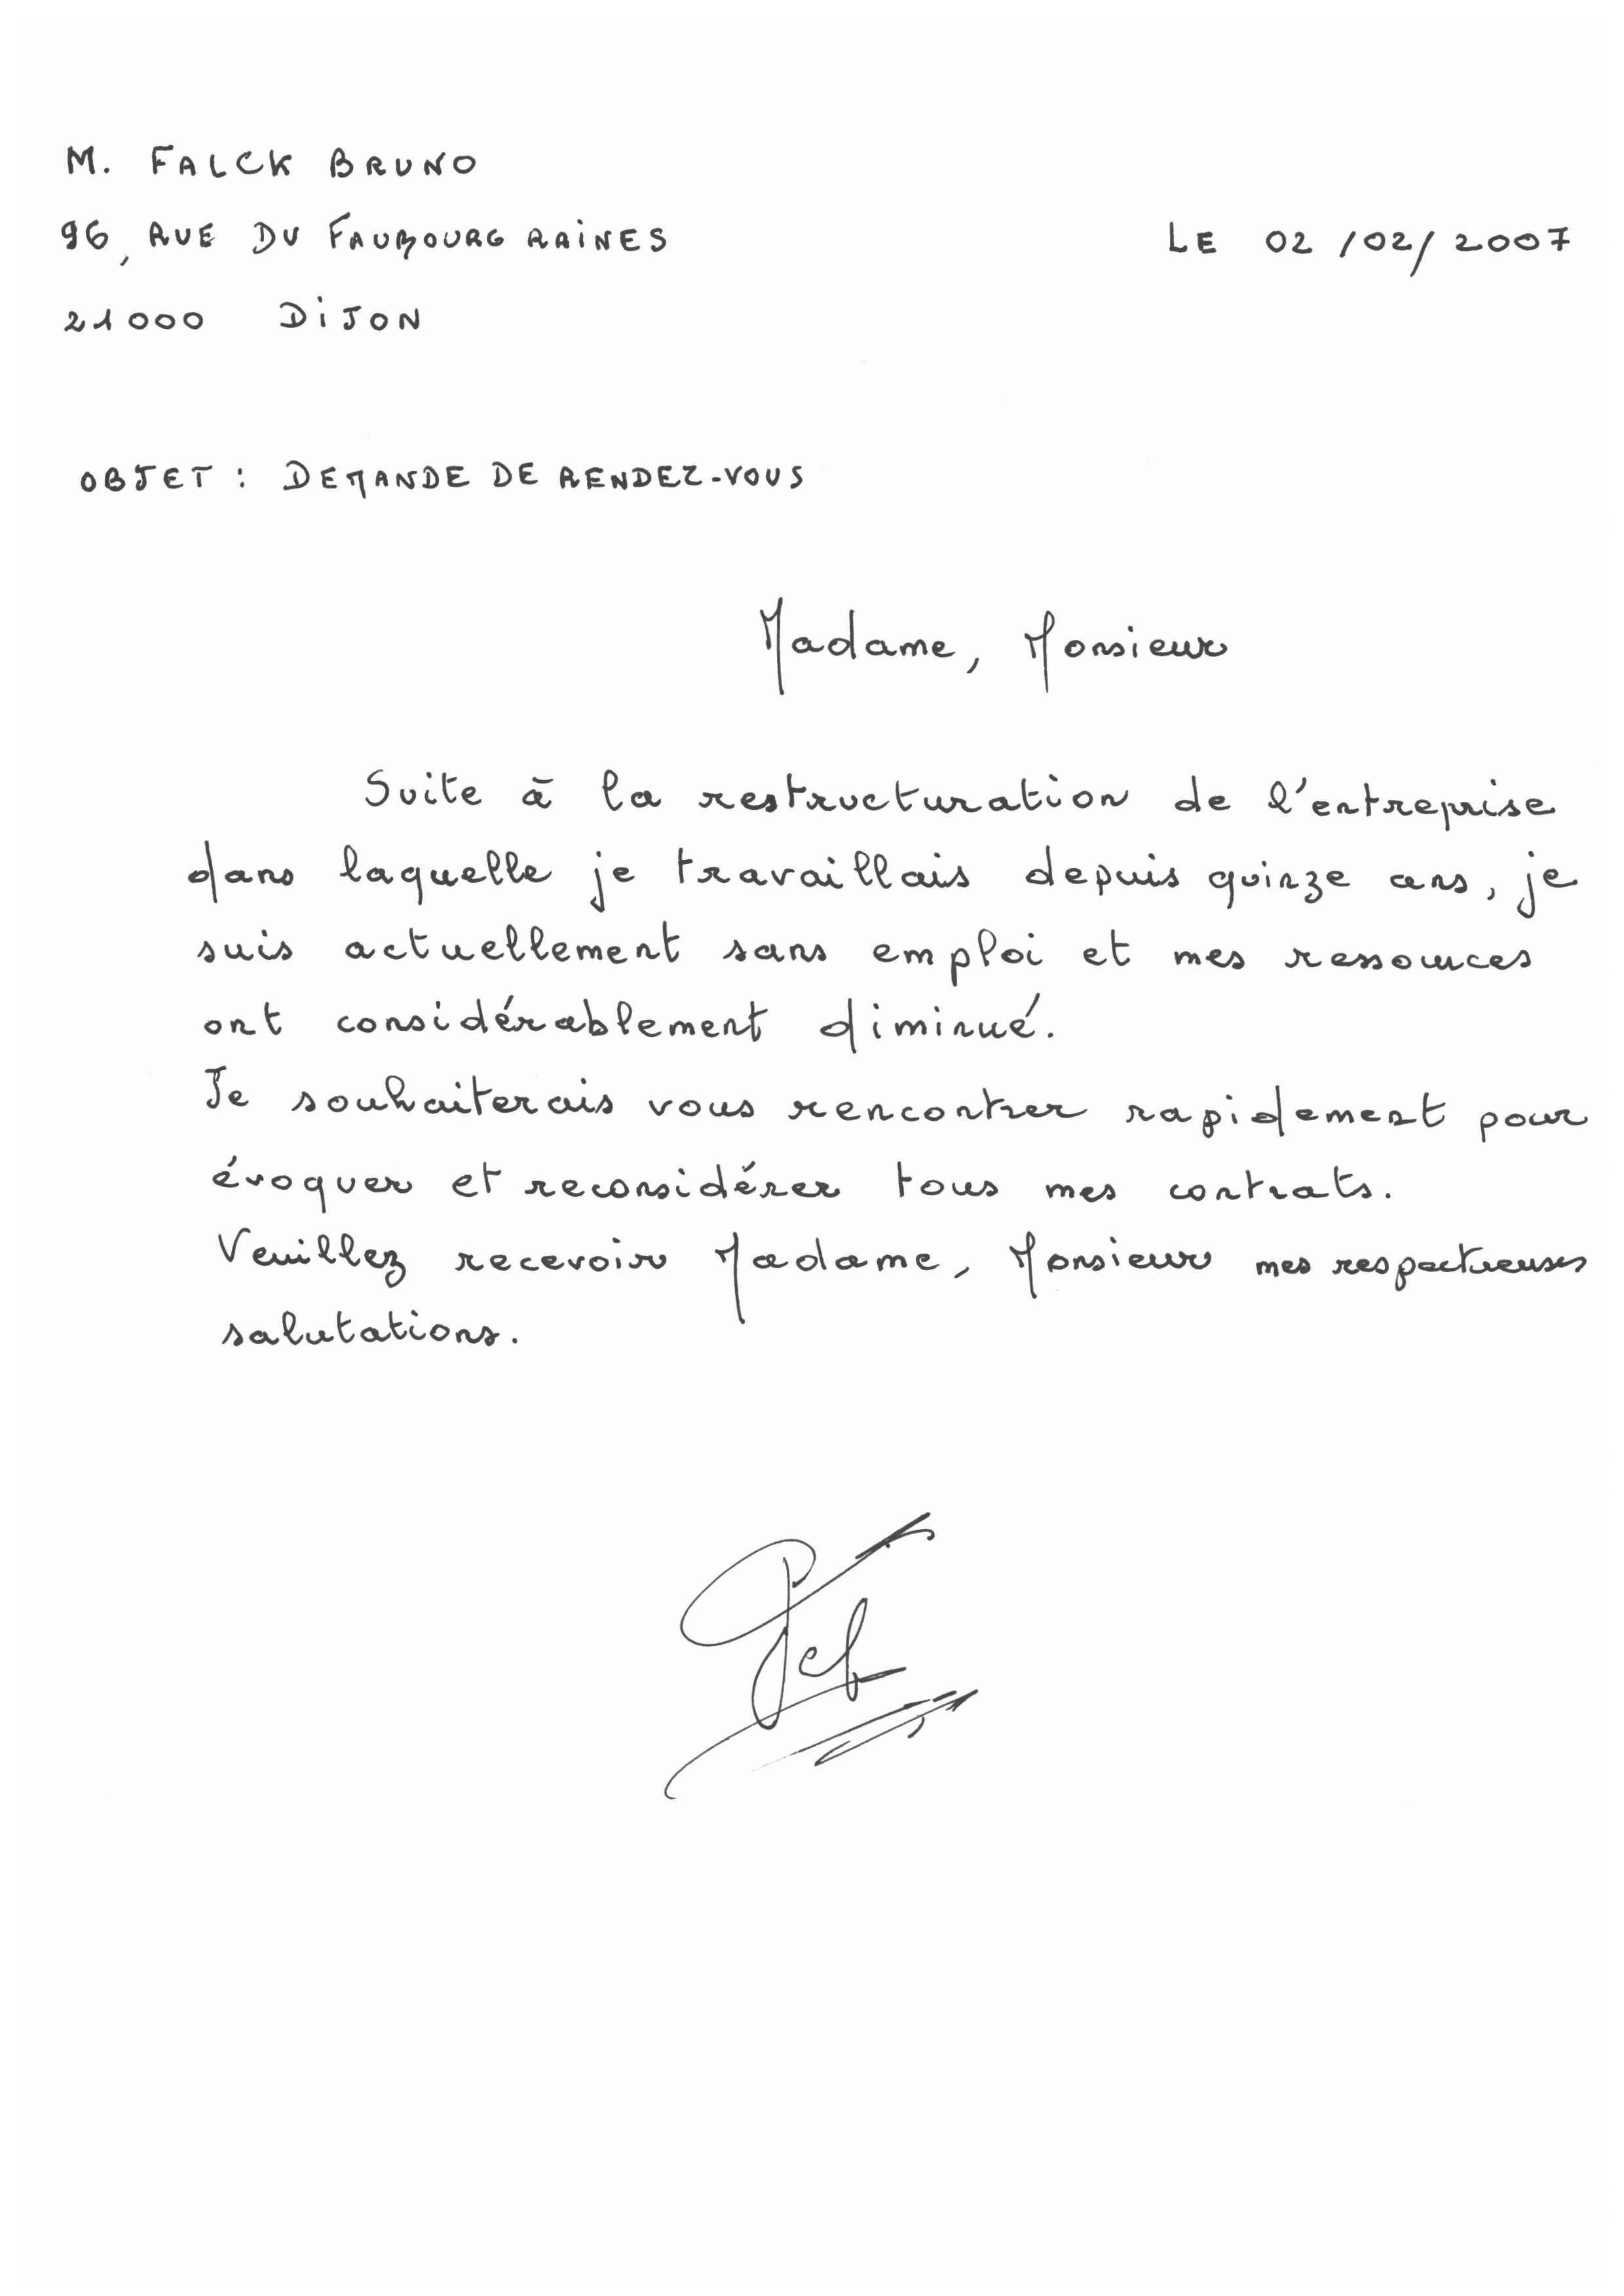 M. FALCK BRUNO
96, RUE DU FAUBOURG RAINES
LE 02/02/2007
21000 DIJON
OBJET : DEMANDE DE RENDEZ-VOUS
Madame, Monsieur
Suite à la restructuration de l'entreprise
dans laquelle je travaillais depuis quinze ans, je
suis actuellement sans emploi et mes ressources
ont considérablement diminué.
Je souhaiterais vous rencontrer rapidement pour
évoquer et reconsidérer tous mes contrats.
Veuillez recevoir Madame, Monsieur mes respectueuses
salutations.